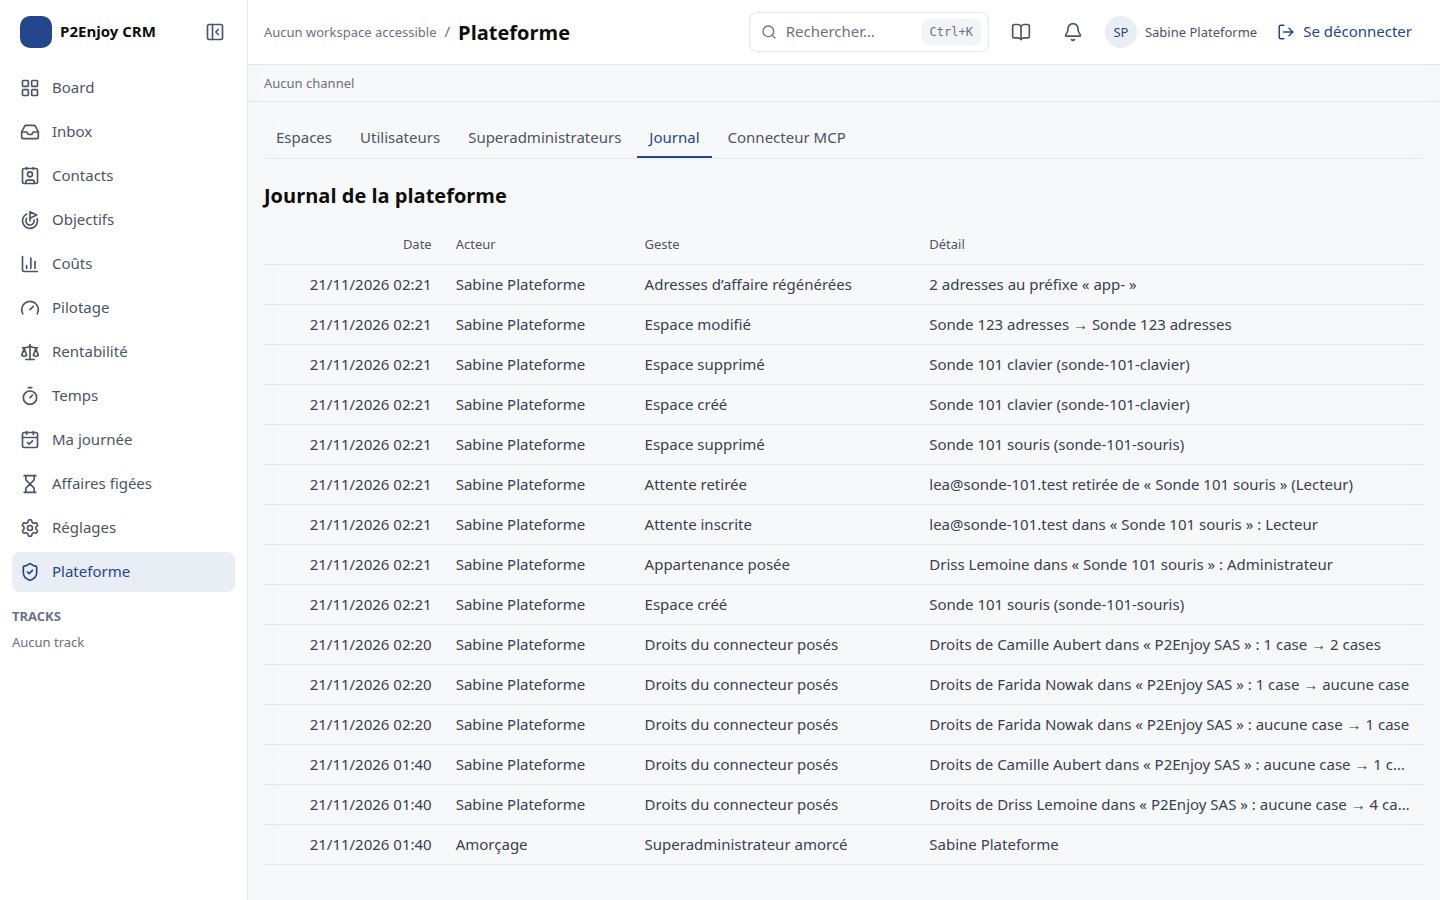 P2Enjoy CRM
Board
Inbox
Contacts
Objectifs
Coûts
Pilotage
Rentabilité
Temps
Ma journée
Affaires figées
Réglages
Plateforme
TRACKS
Aucun track
Aucun workspace accessible / Plateforme
Rechercher... Ctrl+K
SP Sabine Plateforme
Se déconnecter
Aucun channel
Espaces Utilisateurs Superadministrateurs Journal Connecteur MCP
Journal de la plateforme
Date Acteur Geste Détail
21/11/2026 02:21 Sabine Plateforme Adresses d’affaire régénérées 2 adresses au préfixe « app- »
21/11/2026 02:21 Sabine Plateforme Espace modifié Sonde 123 adresses → Sonde 123 adresses
21/11/2026 02:21 Sabine Plateforme Espace supprimé Sonde 101 clavier (sonde-101-clavier)
21/11/2026 02:21 Sabine Plateforme Espace créé Sonde 101 clavier (sonde-101-clavier)
21/11/2026 02:21 Sabine Plateforme Espace supprimé Sonde 101 souris (sonde-101-souris)
21/11/2026 02:21 Sabine Plateforme Attente retirée lea@sonde-101.test retirée de « Sonde 101 souris » (Lecteur)
21/11/2026 02:21 Sabine Plateforme Attente inscrite lea@sonde-101.test dans « Sonde 101 souris » : Lecteur
21/11/2026 02:21 Sabine Plateforme Appartenance posée Driss Lemoine dans « Sonde 101 souris » : Administrateur
21/11/2026 02:21 Sabine Plateforme Espace créé Sonde 101 souris (sonde-101-souris)
21/11/2026 02:20 Sabine Plateforme Droits du connecteur posés Droits de Camille Aubert dans « P2Enjoy SAS » : 1 case → 2 cases
21/11/2026 02:20 Sabine Plateforme Droits du connecteur posés Droits de Farida Nowak dans « P2Enjoy SAS » : 1 case → aucune case
21/11/2026 02:20 Sabine Plateforme Droits du connecteur posés Droits de Farida Nowak dans « P2Enjoy SAS » : aucune case → 1 case
21/11/2026 01:40 Sabine Plateforme Droits du connecteur posés Droits de Camille Aubert dans « P2Enjoy SAS » : aucune case → 1 c...
21/11/2026 01:40 Sabine Plateforme Droits du connecteur posés Droits de Driss Lemoine dans « P2Enjoy SAS » : aucune case → 4 ca...
21/11/2026 01:40 Amorçage Superadministrateur amorcé Sabine Plateforme